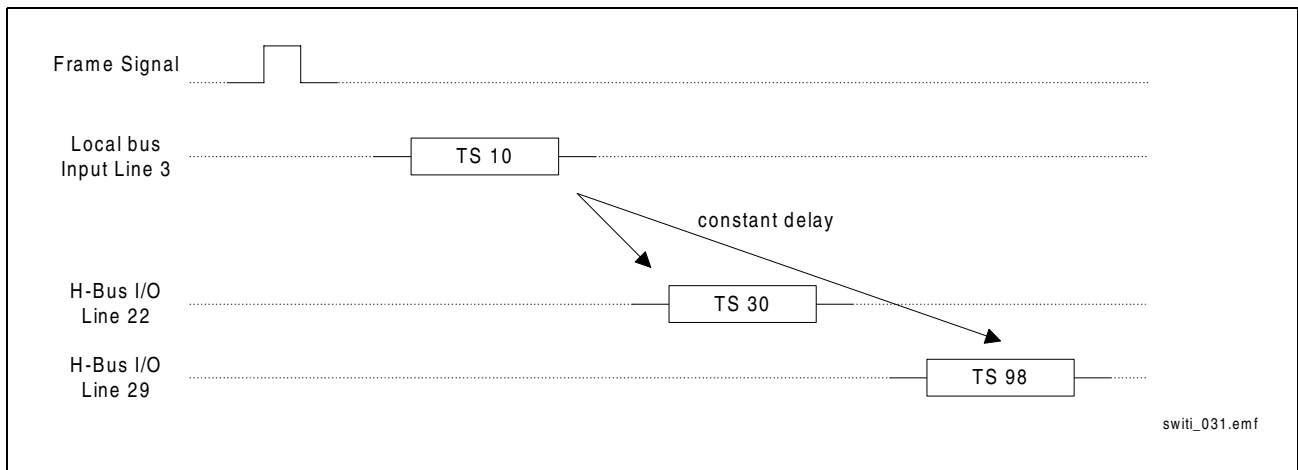 Frame Signal
Local bus
Input Line 3
TS 10
constant delay
H-Bus I/O
Line 22
TS 30
H-Bus I/O
Line 29
TS 98
switi_031.emf